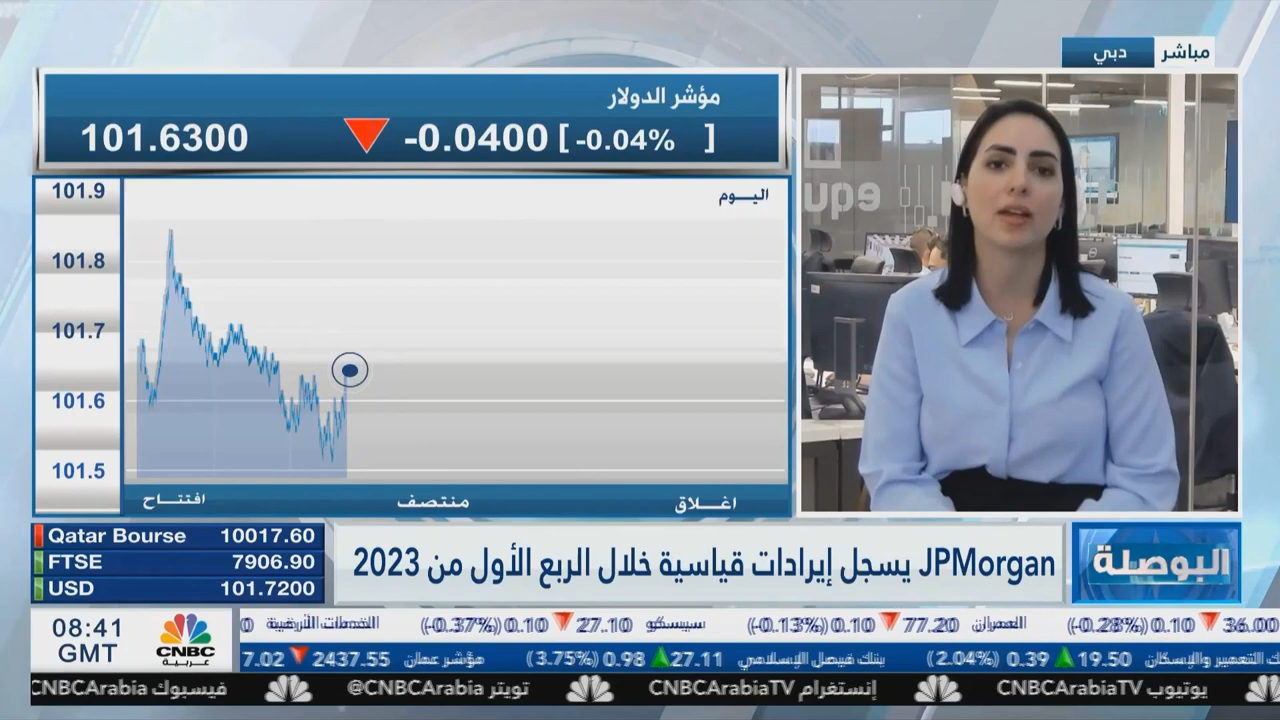 مباشر دبي
مؤشر الدولار
101.6300 ▼ -0.0400 [ -0.04% ]
اليـــوم
101.9
101.8
101.7
101.6
101.5
افتتاح منتصف اغـــلاق
epu
Qatar Bourse 10017.60
FTSE 7906.90
USD 101.7200
JPMorgan يسجل إيرادات قياسية خلال الربع الأول من 2023
البوصلة
08:41
GMT
CNBC
عربية
36.00 ▼ 0.10 (-0.28%) العمران 77.20 ▼ 0.10 (-0.13%) سيسكو 27.10 ▼ 0.10 (-0.37%) الخدمات الأرضية
التعمير والإسكان 19.50 ▲ 0.39 (2.04%) بنك فيصل الإسلامي 27.11 ▲ 0.98 (3.75%) مؤشر عمان 2437.55 ▼ 7.02
يوتيوب CNBCArabiaTV إنستغرام CNBCArabiaTV تويتر @CNBCArabia فيسبوك CNBCArabia